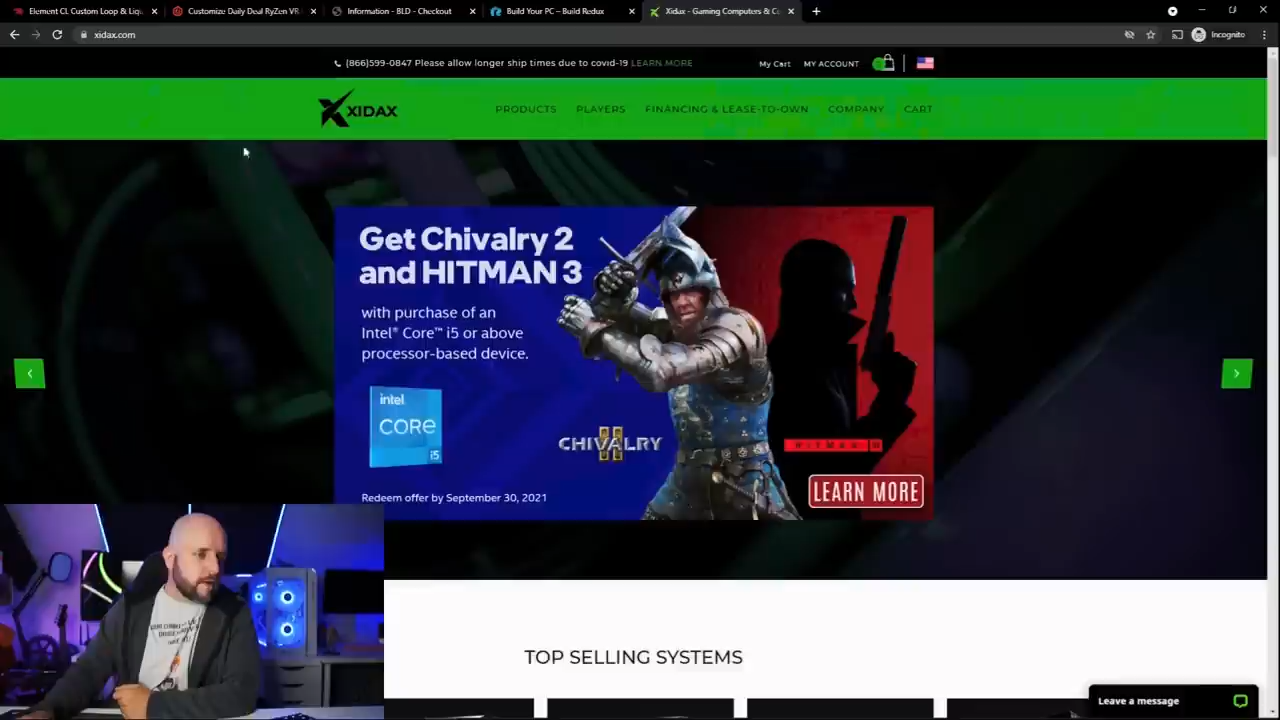 Element CL Custom Loop & Liqu
Customize Daily Deal RyZen VR
Information - BLD - Checkout
Build Your PC – Build Redux
Xidax - Gaming Computers & C
xidax.com
Incognito
(866)599-0847 Please allow longer ship times due to covid-19 LEARN MORE
My Cart
MY ACCOUNT
XIDAX
PRODUCTS
PLAYERS
FINANCING & LEASE-TO-OWN
COMPANY
CART
Get Chivalry 2
and HITMAN 3
with purchase of an
Intel® Core™ i5 or above
processor-based device.
intel
CORE
i5
CHIVALRY
II
HITMAN III
LEARN MORE
Redeem offer by September 30, 2021
TOP SELLING SYSTEMS
Leave a message